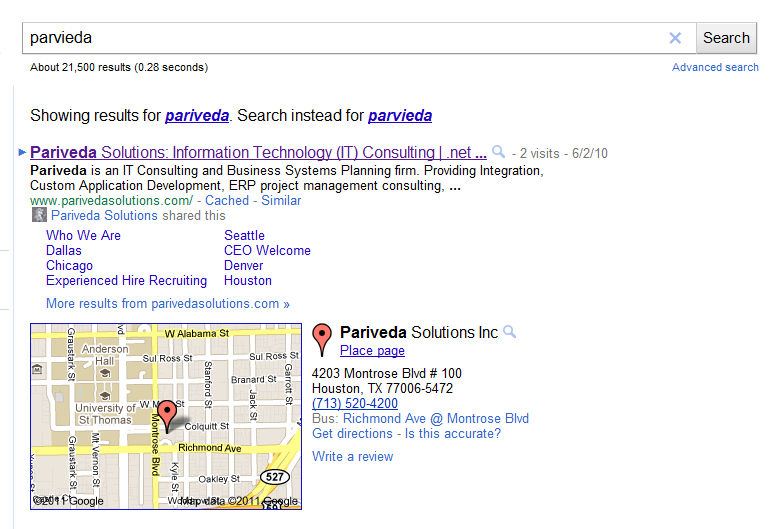 parvieda
Search
About 21,500 results (0.28 seconds)
Advanced search
Showing results for pariveda. Search instead for parvieda
Pariveda Solutions: Information Technology (IT) Consulting | .net ... - 2 visits - 6/2/10
Pariveda is an IT Consulting and Business Systems Planning firm. Providing Integration,
Custom Application Development, ERP project management consulting, ...
www.parivedasolutions.com/ - Cached - Similar
Pariveda Solutions shared this
Who We Are
Seattle
Dallas
CEO Welcome
Chicago
Denver
Experienced Hire Recruiting
Houston
More results from parivedasolutions.com »
Pariveda Solutions Inc
Place page
4203 Montrose Blvd # 100
Houston, TX 77006-5472
(713) 520-4200
Bus: Richmond Ave @ Montrose Blvd
Get directions - Is this accurate?
Write a review
W Alabama St
Graustark St
Anderson
Hall
Sul Ross St
Sul Ross St
Stanford St
Branard St
Garrott St
Jack St
University of
St Thomas
Montrose Blvd
Colquitt St
Richmond Ave
Graustark St
Mt Vernon St
Kyle St
Oakley St
527
©2011 Google
Map data ©2011 Google